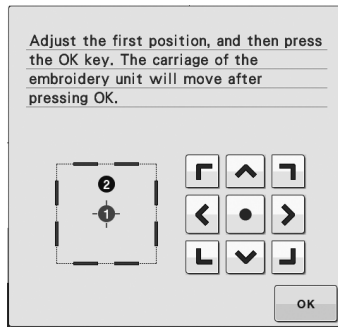 Adjust the first position, and then press
the OK key. The carriage of the
embroidery unit will move after
pressing OK.
2
1
OK